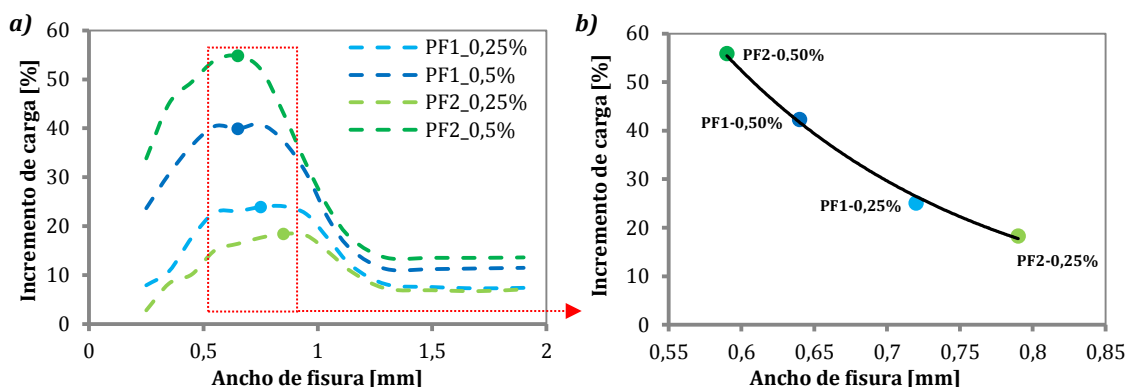 a)
Incremento de carga [%]
60
50
40
30
20
10
0
0
0,5
1
1,5
2
Ancho de fisura [mm]
PF1_0,25%
PF1_0,5%
PF2_0,25%
PF2_0,5%
b)
Incremento de carga [%]
60
50
40
30
20
10
0
0,55
0,6
0,65
0,7
0,75
0,8
0,85
Ancho de fisura [mm]
PF2-0,50%
PF1-0,50%
PF1-0,25%
PF2-0,25%